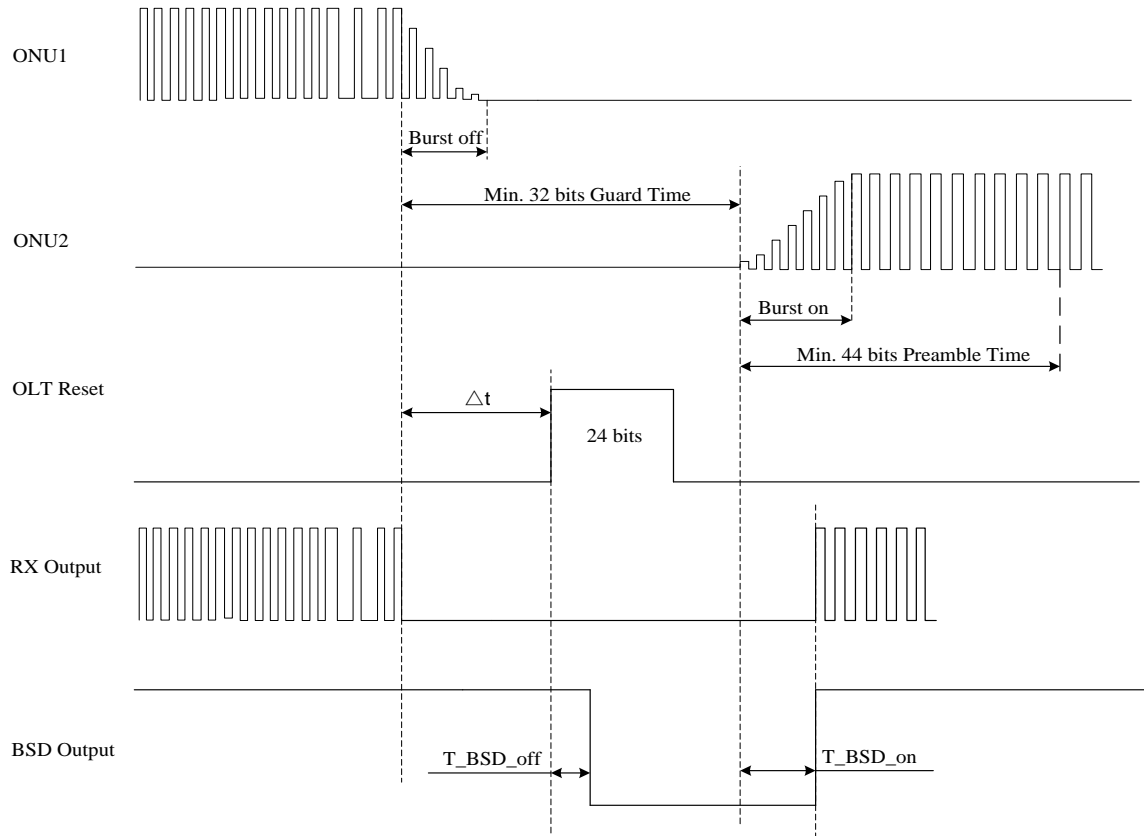 ONU1
Burst off
Min. 32 bits Guard Time
ONU2
Burst on
Min. 44 bits Preamble Time
OLT Reset
△t
24 bits
RX Output
BSD Output
T_BSD_off
T_BSD_on